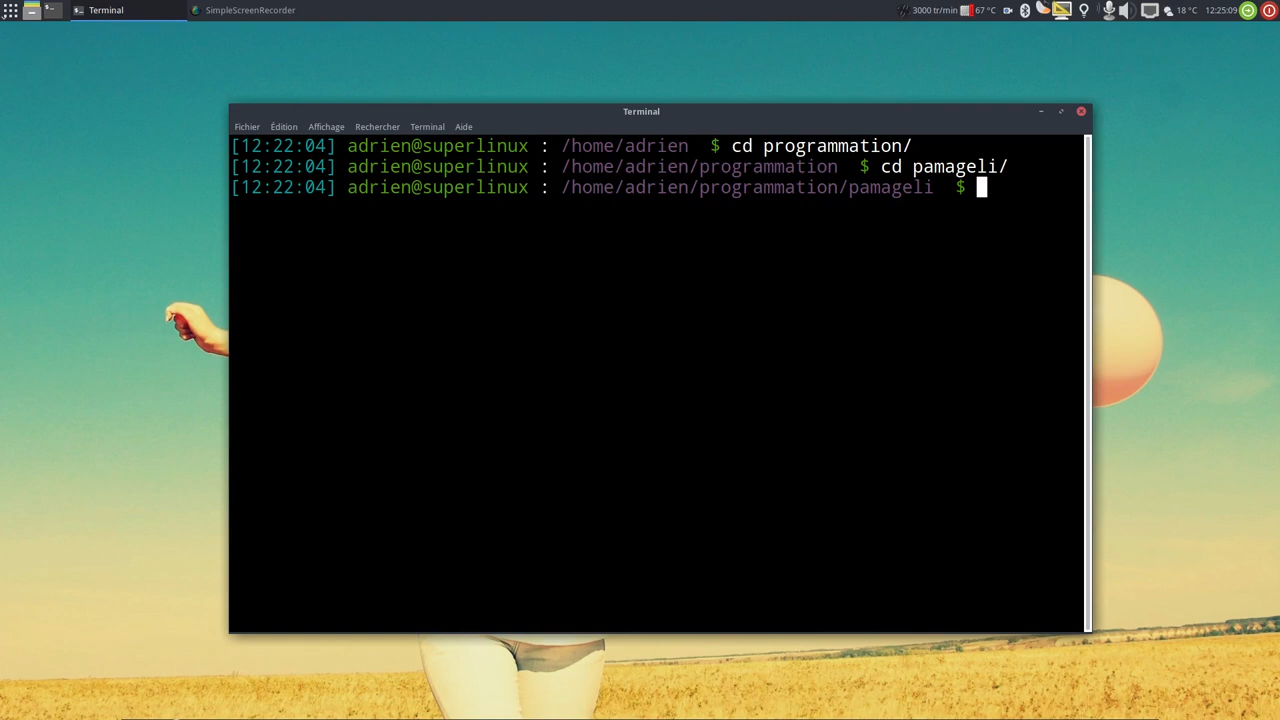 Terminal
SimpleScreenRecorder
3000 tr/min 67 °C 18 °C 12:25:09
Terminal
Fichier Édition Affichage Rechercher Terminal Aide
[12:22:04] adrien@superlinux : /home/adrien $ cd programmation/
[12:22:04] adrien@superlinux : /home/adrien/programmation $ cd pamageli/
[12:22:04] adrien@superlinux : /home/adrien/programmation/pamageli $